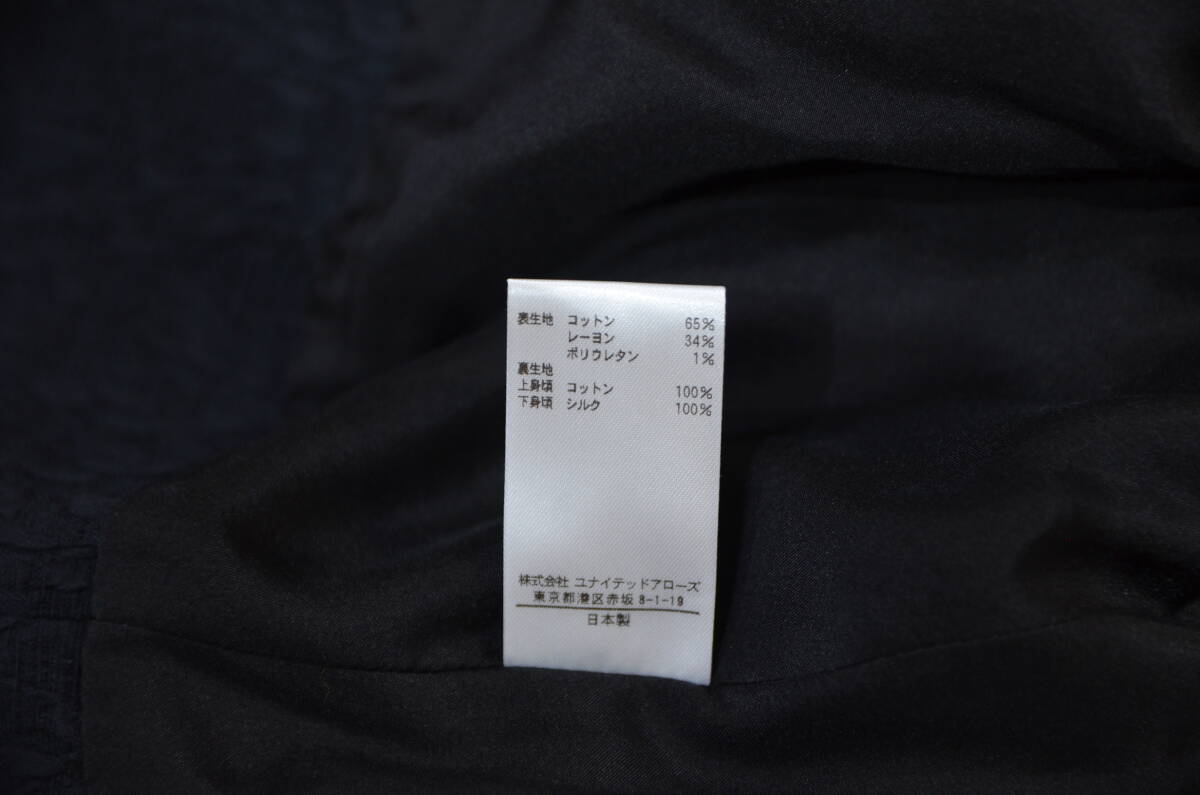 表生地 コットン 65%
レーヨン 34%
ポリウレタン 1%
裏生地
上身頃 コットン 100%
下身頃 シルク 100%
株式会社 ユナイテッドアローズ
東京都港区赤坂 8-1-19
日本製